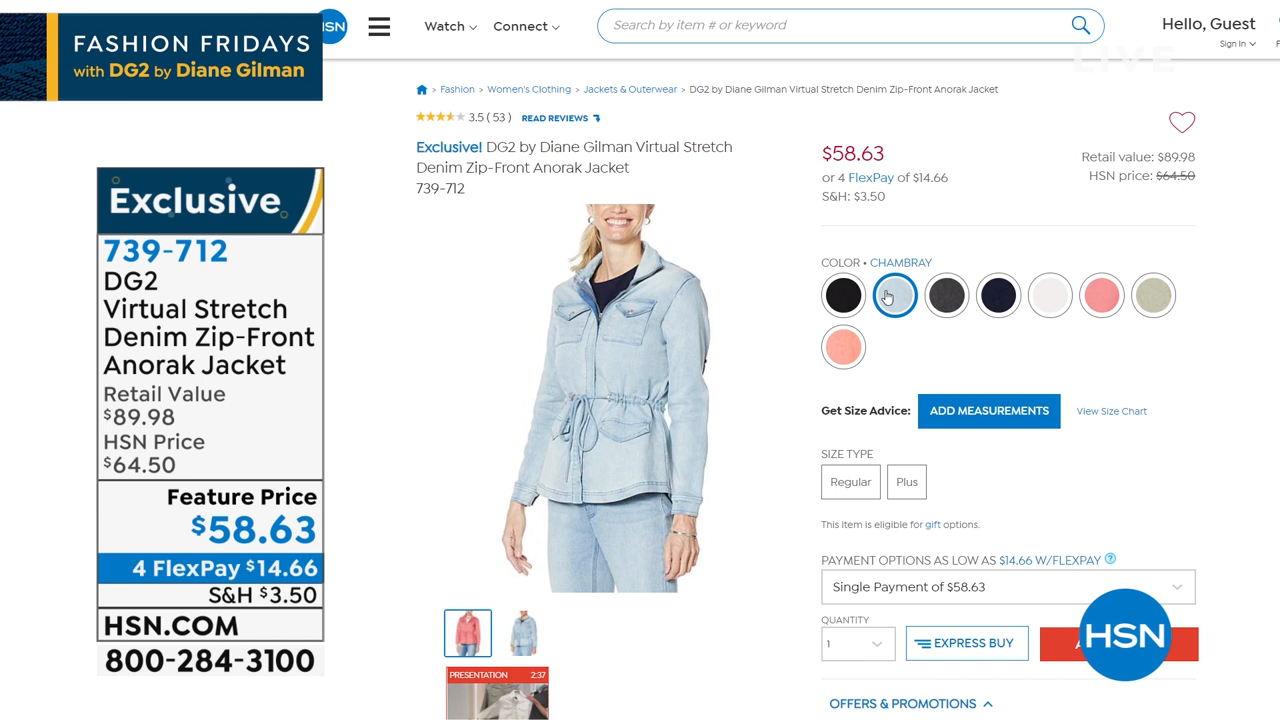 FASHION FRIDAYS
with DG2 by Diane Gilman
HSN
Watch
Connect
Search by item # or keyword
Hello, Guest
Sign In
LIVE
Fashion > Women's Clothing > Jackets & Outerwear > DG2 by Diane Gilman Virtual Stretch Denim Zip-Front Anorak Jacket
3.5 ( 53 ) READ REVIEWS
Exclusive! DG2 by Diane Gilman Virtual Stretch
Denim Zip-Front Anorak Jacket
739-712
Exclusive
739-712
DG2
Virtual Stretch
Denim Zip-Front
Anorak Jacket
Retail Value
$89.98
HSN Price
$64.50
Feature Price
$58.63
4 FlexPay $14.66
S&H $3.50
HSN.COM
800-284-3100
PRESENTATION 2:37
$58.63
or 4 FlexPay of $14.66
S&H: $3.50
Retail value: $89.98
HSN price: $64.50
COLOR • CHAMBRAY
Get Size Advice: ADD MEASUREMENTS View Size Chart
SIZE TYPE
Regular Plus
This item is eligible for gift options.
PAYMENT OPTIONS AS LOW AS $14.66 W/FLEXPAY ?
Single Payment of $58.63
QUANTITY
1
EXPRESS BUY
HSN
OFFERS & PROMOTIONS